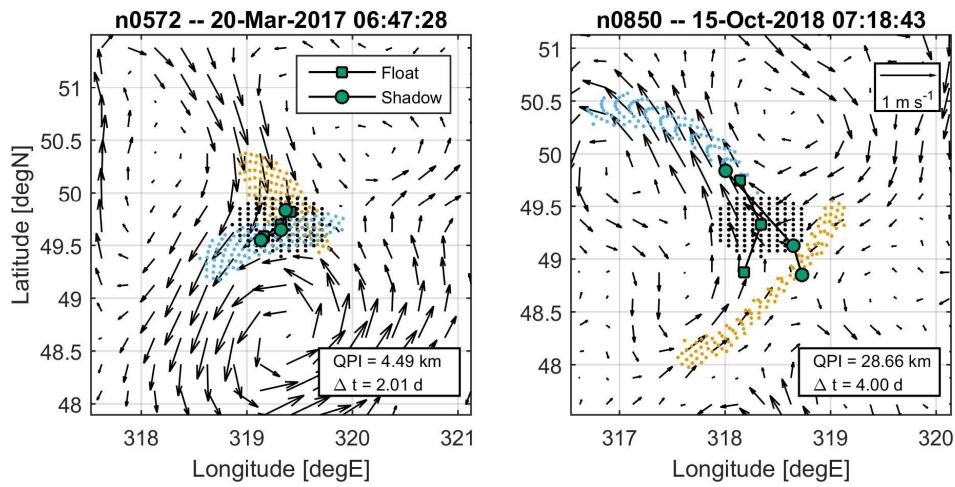 n0572 -- 20-Mar-2017 06:47:28
Float
Shadow
51
50.5
50
49.5
49
48.5
48
Latitude [degN]
QPI = 4.49 km
Δ t = 2.01 d
318
319
320
321
Longitude [degE]
n0850 -- 15-Oct-2018 07:18:43
1 m s⁻¹
51
50.5
50
49.5
49
48.5
48
QPI = 28.66 km
Δ t = 4.00 d
317
318
319
320
Longitude [degE]